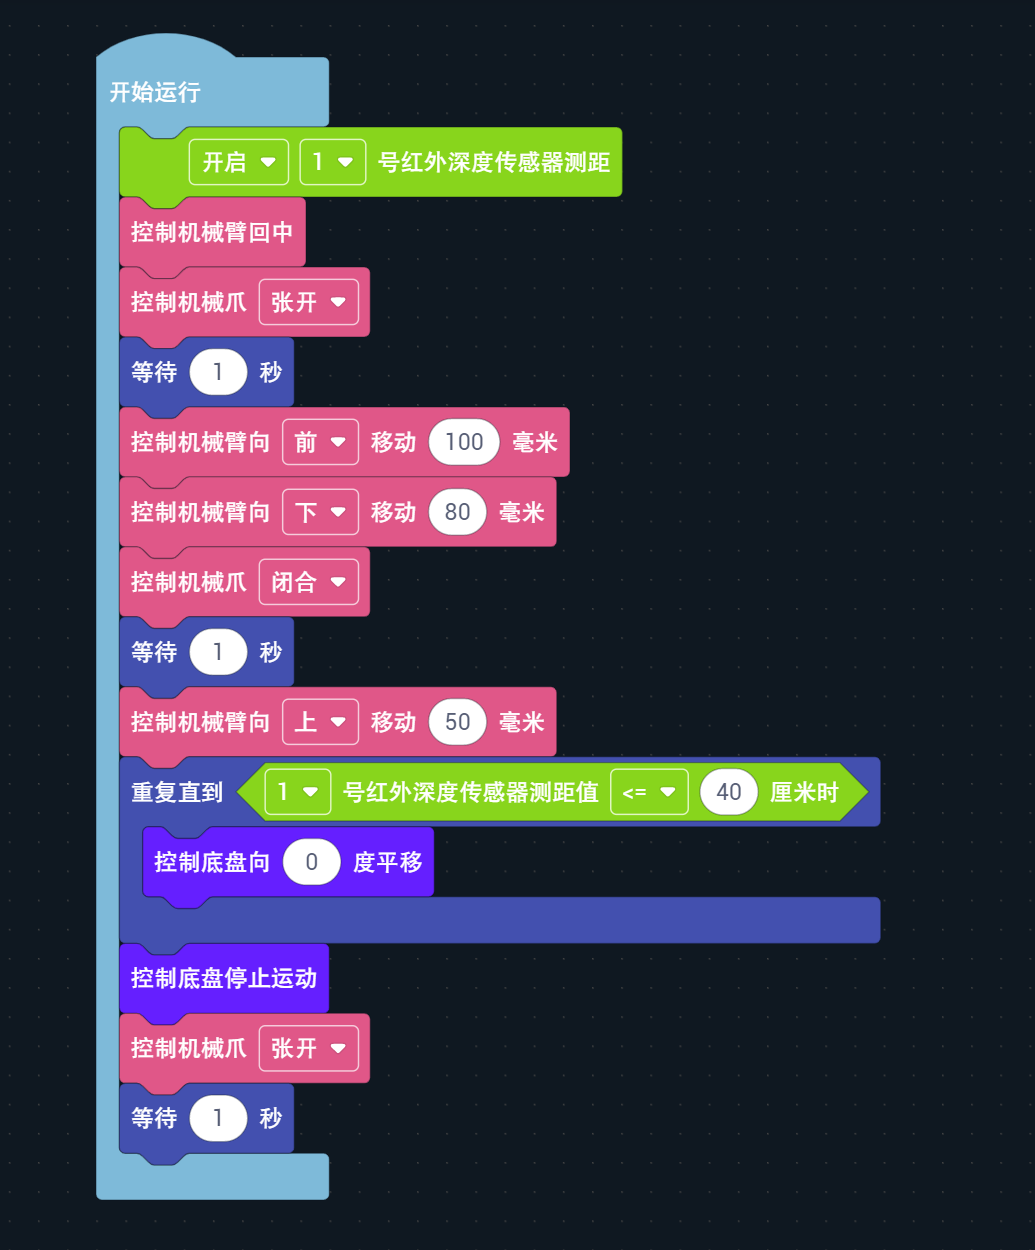 开始运行
开启 1 号红外深度传感器测距
控制机械臂回中
控制机械爪 张开
等待 1 秒
控制机械臂向 前 移动 100 毫米
控制机械臂向 下 移动 80 毫米
控制机械爪 闭合
等待 1 秒
控制机械臂向 上 移动 50 毫米
重复直到 1 号红外深度传感器测距值 <= 40 厘米时
控制底盘向 0 度平移
控制底盘停止运动
控制机械爪 张开
等待 1 秒